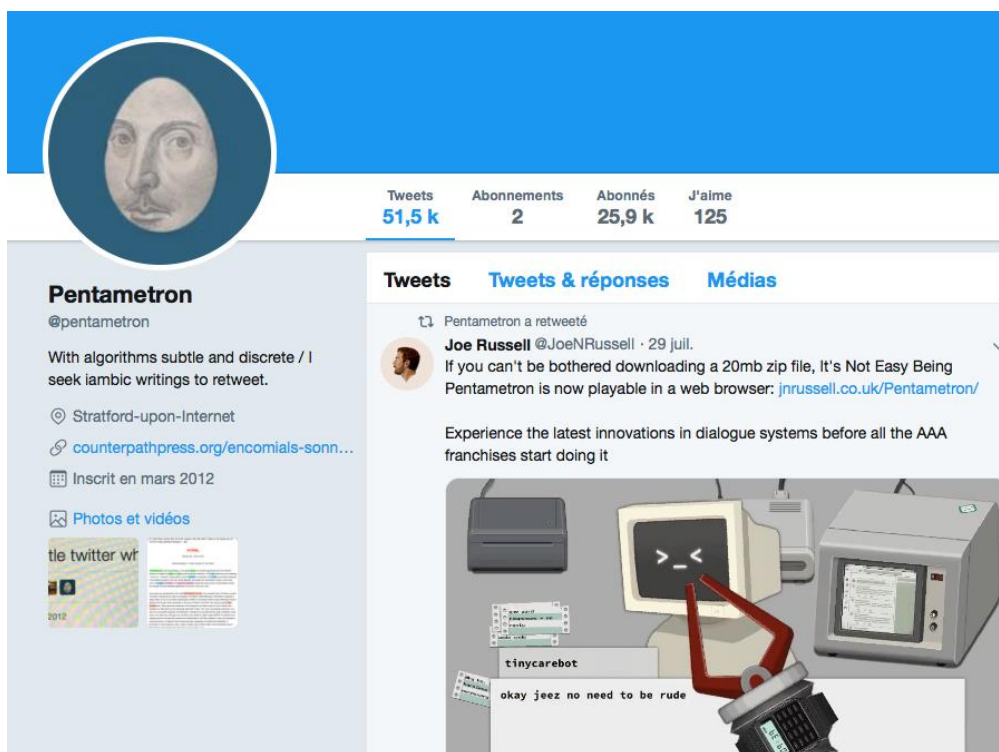 Tweets Abonnements Abonnés J'aime
51,5 k 2 25,9 k 125
Pentametron
@pentametron
With algorithms subtle and discrete / I
seek iambic writings to retweet.
Stratford-upon-Internet
counterpathpress.org/encomials-sonn...
Inscrit en mars 2012
Photos et vidéos
tle twitter wh
2012
Tweets Tweets & réponses Médias
Pentametron a retweeté
Joe Russell @JoeNRussell · 29 juil.
If you can't be bothered downloading a 20mb zip file, It's Not Easy Being
Pentametron is now playable in a web browser: jnrussell.co.uk/Pentametron/
Experience the latest innovations in dialogue systems before all the AAA
franchises start doing it
>_<
tinycarebot
okay jeez no need to be rude